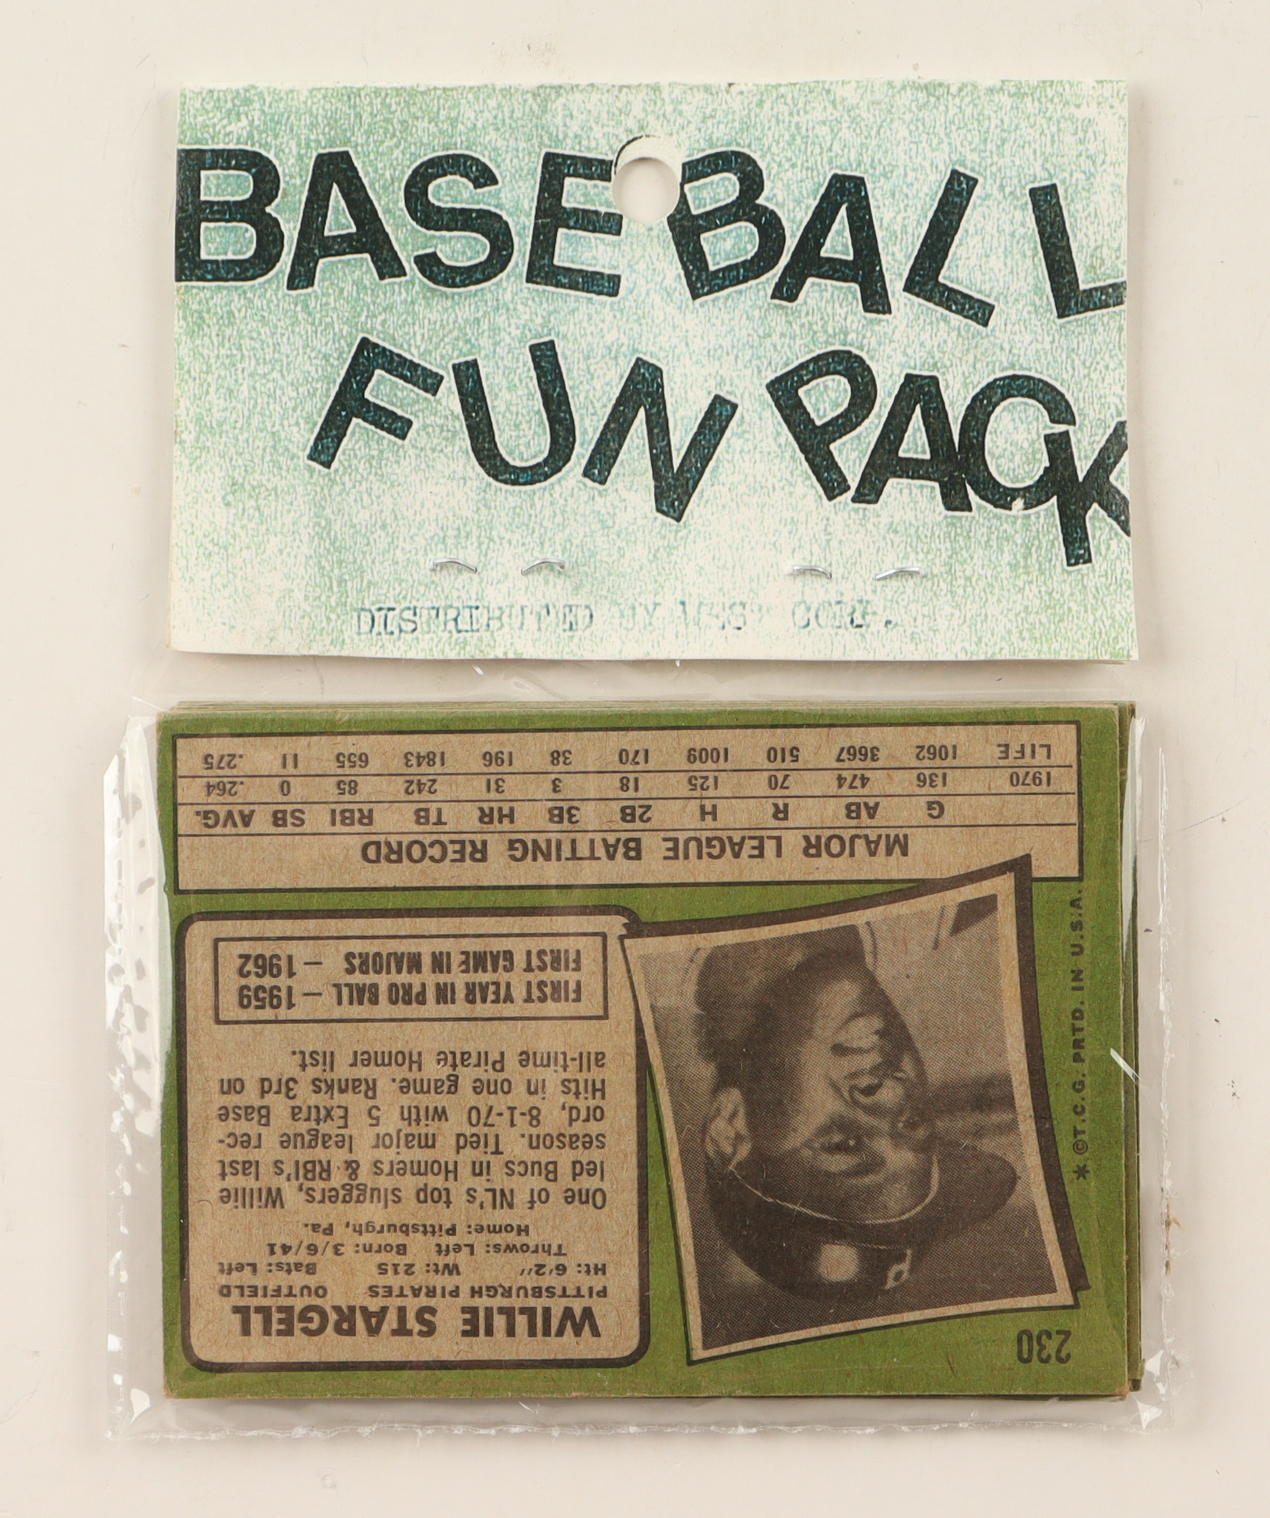 BASEBALL
FUN PACK
DISTRIBUTED BY WEST CORP.
230
WILLIE STARGELL
PITTSBURGH PIRATES OUTFIELD
Ht: 6'2" Wt: 215 Bats: Left
Throws: Left Born: 3/6/41
Home: Pittsburgh, Pa.
One of NL's top sluggers, Willie
led Bucs in Homers & RBI's last
season. Tied major league rec-
ord, 8-1-70 with 5 Extra Base
Hits in one game. Ranks 3rd on
all-time Pirate Homer list.
FIRST YEAR IN PRO BALL — 1959
FIRST GAME IN MAJORS — 1962
P
*©T.C.G. PRTD. IN U.S.A.
MAJOR LEAGUE BATTING RECORD
G AB R H 2B 3B HR TB RBI SB AVG.
1970 136 474 70 125 18 3 31 242 85 0 .264
LIFE 1062 3667 510 1009 170 38 196 1843 655 11 .275